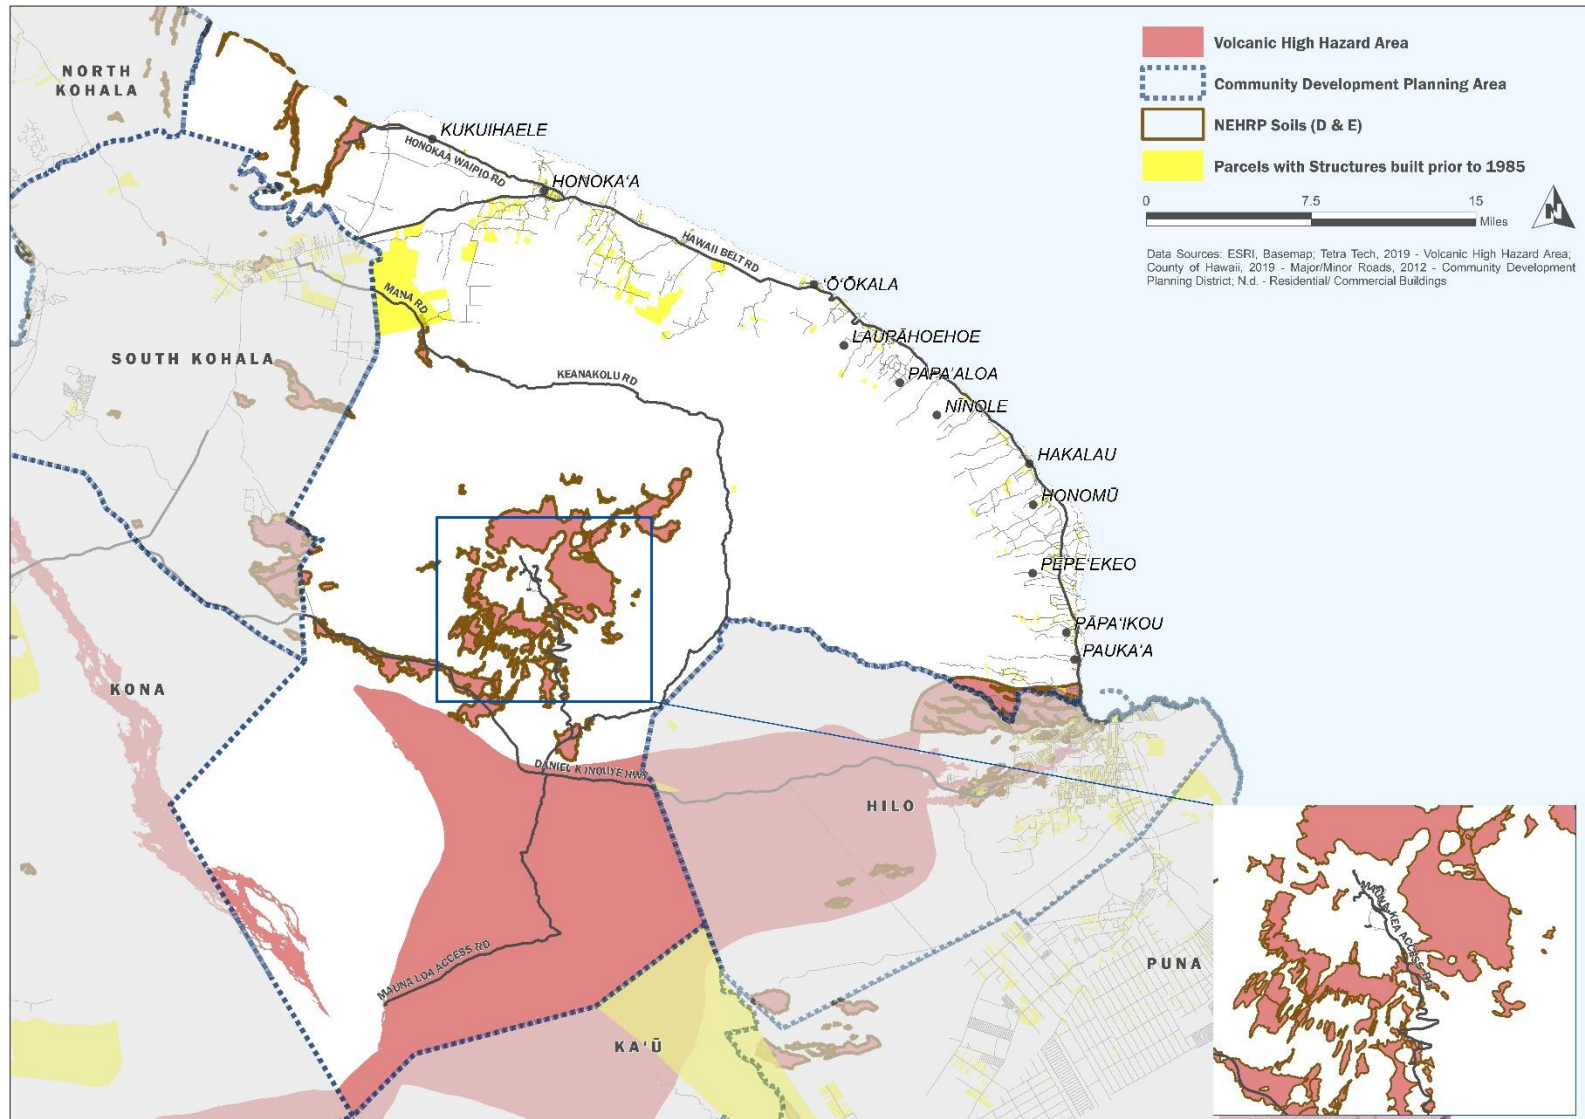 NORTH
KOHALA
KUKUIHAELE
HONOKAA WAIPIO RD
HONOKA‘A
HAWAII BELT RD
‘Ō‘ŌKALA
MANA RD
LAUPĀHOEHOE
SOUTH KOHALA
KEANAKOLU RD
PĀPA‘ALOA
NĪNOLE
HAKALAU
HONOMŪ
PEPE‘EKEO
PĀPA‘IKOU
PAUKA‘A
KONA
DANIEL K INOUYE HWY
HILO
MAUNA LOA ACCESS RD
PUNA
KA‘Ū
MAUNA KEA ACCESS RD
Volcanic High Hazard Area
Community Development Planning Area
NEHRP Soils (D & E)
Parcels with Structures built prior to 1985
0 7.5 15
Miles
N
Data Sources: ESRI, Basemap; Tetra Tech, 2019 - Volcanic High Hazard Area;
County of Hawaii, 2019 - Major/Minor Roads, 2012 - Community Development
Planning District; N.d. - Residential/ Commercial Buildings